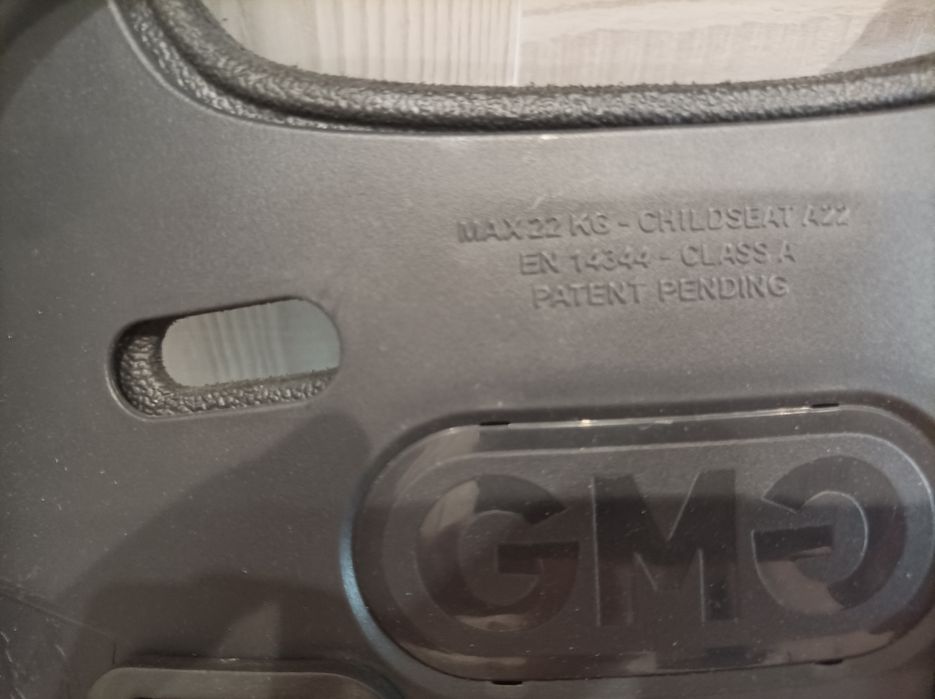 MAX 22 KG - CHILDSEAT A22
EN 14344 - CLASS A
PATENT PENDING
GMG